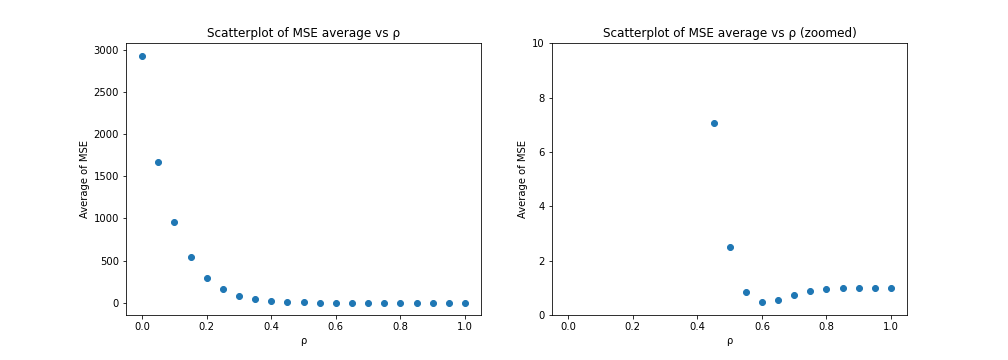 Scatterplot of MSE average vs ρ
3000
2500
2000
1500
1000
500
0
Average of MSE
0.0 0.2 0.4 0.6 0.8 1.0
ρ
Scatterplot of MSE average vs ρ (zoomed)
10
8
6
4
2
0
Average of MSE
0.0 0.2 0.4 0.6 0.8 1.0
ρ